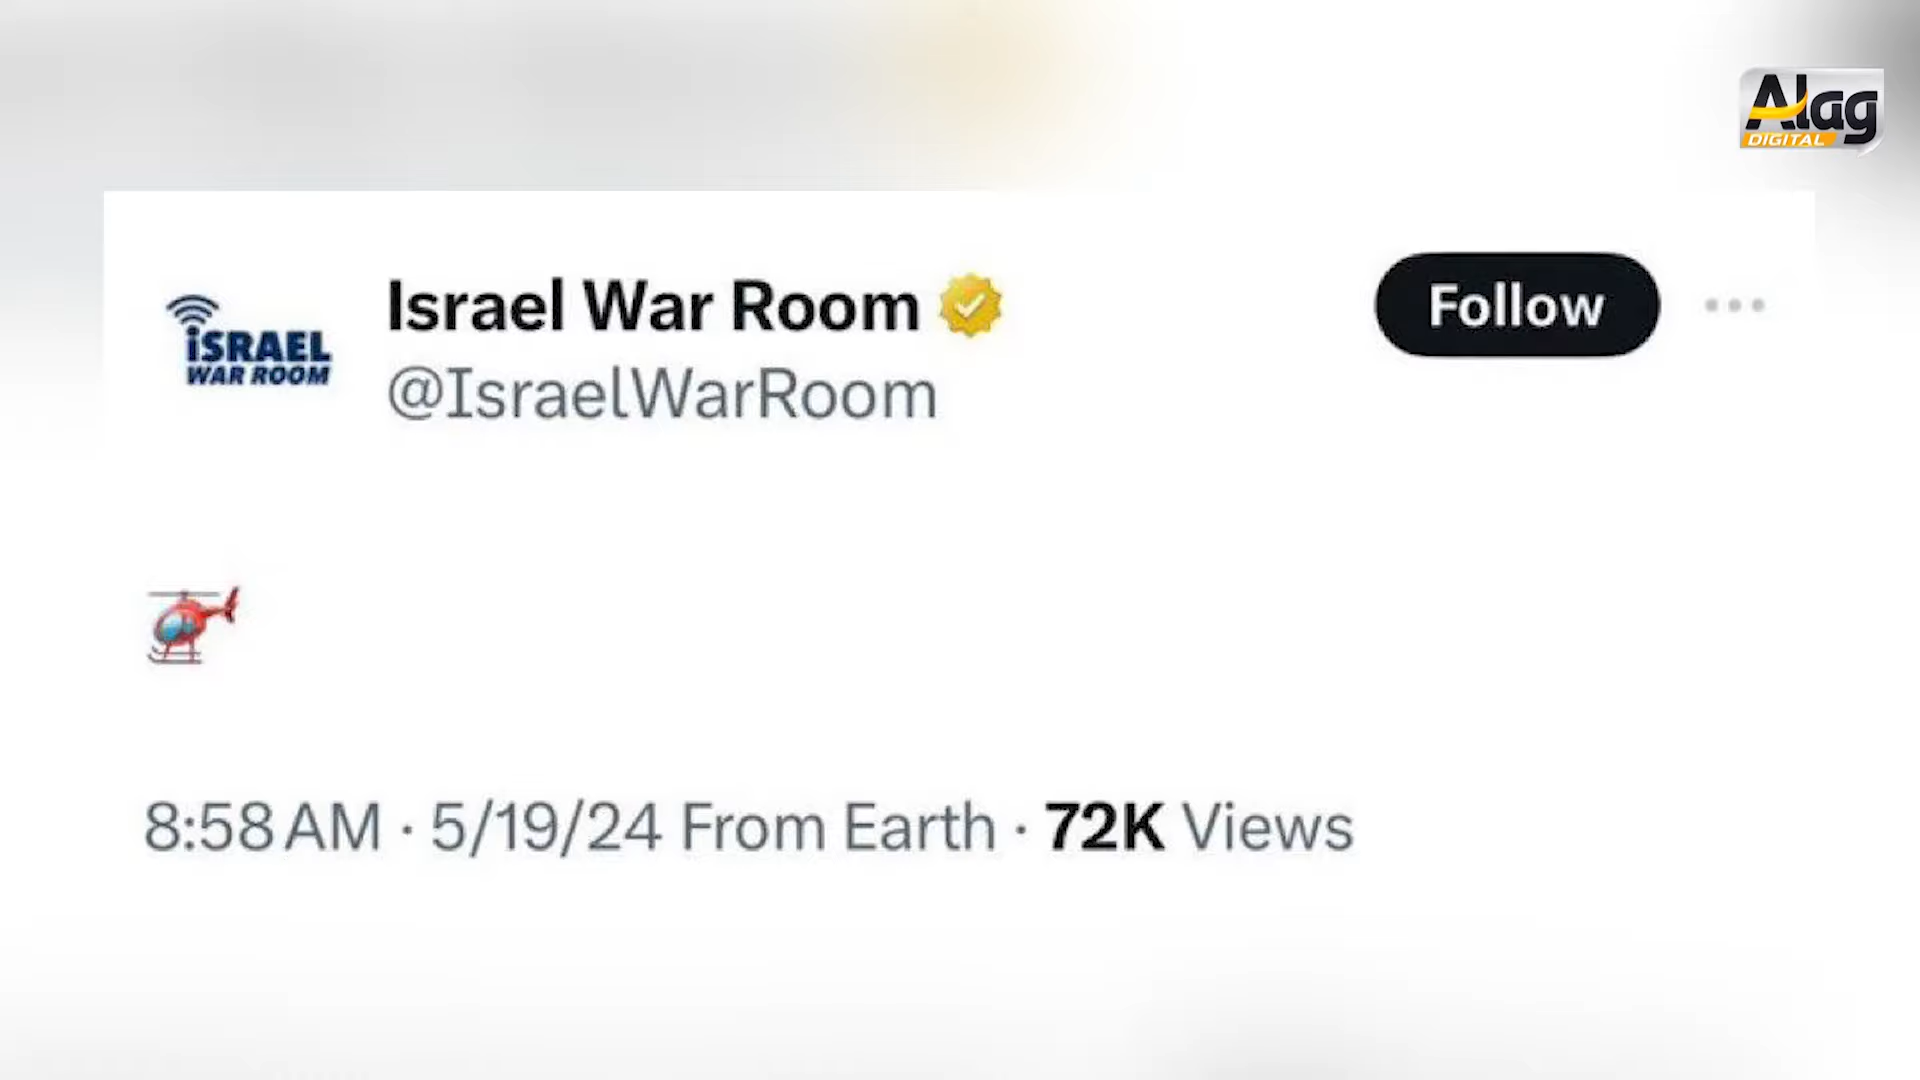 Alag
DIGITAL
Israel War Room
Follow
iSRAEL
WAR ROOM
@IsraelWarRoom
8:58 AM · 5/19/24 From Earth · 72K Views